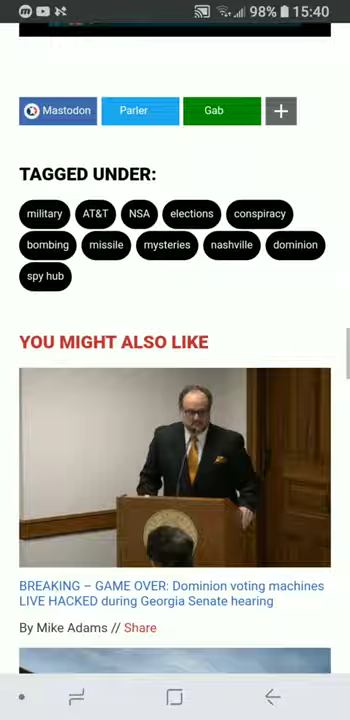 98% 15:40
Mastodon Parler Gab +
TAGGED UNDER:
military AT&T NSA elections conspiracy
bombing missile mysteries nashville dominion
spy hub
YOU MIGHT ALSO LIKE
BREAKING – GAME OVER: Dominion voting machines
LIVE HACKED during Georgia Senate hearing
By Mike Adams // Share